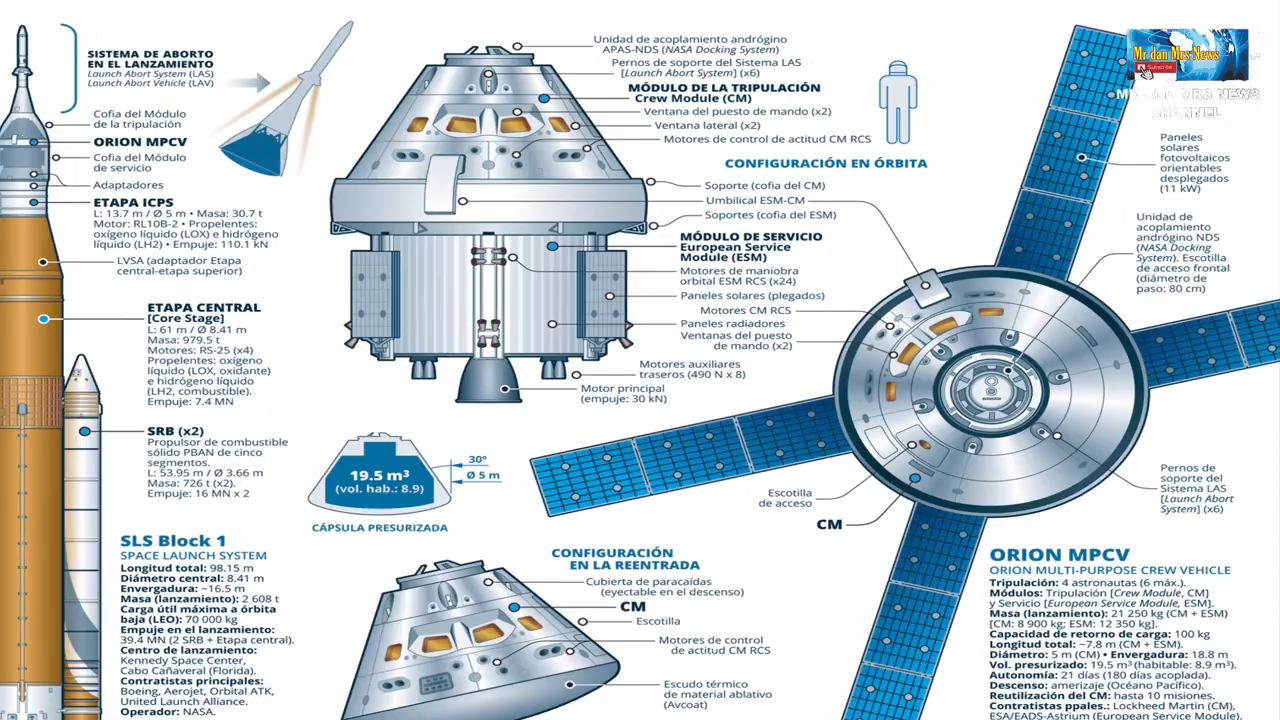 SISTEMA DE ABORTO
EN EL LANZAMIENTO
Launch Abort System (LAS)
Launch Abort Vehicle (LAV)
Cofia del Módulo
de la tripulación
ORION MPCV
Cofia del Módulo
de servicio
Adaptadores
ETAPA ICPS
L: 13.7 m / Ø 5 m • Masa: 30.7 t
Motor: RL10B-2 • Propelentes:
oxígeno líquido (LOX) e hidrógeno
líquido (LH2) • Empuje: 110.1 kN
LVSA (adaptador Etapa
central-etapa superior)
ETAPA CENTRAL
[Core Stage]
L: 61 m / Ø 8.41 m
Masa: 979.5 t
Motores: RS-25 (x4)
Propelentes: oxígeno
líquido (LOX, oxidante)
e hidrógeno líquido
(LH2, combustible).
Empuje: 7.4 MN
SRB (x2)
Propulsor de combustible
sólido PBAN de cinco
segmentos.
L: 53.95 m / Ø 3.66 m
Masa: 726 t (x2).
Empuje: 16 MN x 2
SLS Block 1
SPACE LAUNCH SYSTEM
Longitud total: 98.15 m
Diámetro central: 8.41 m
Envergadura: ~16.5 m
Masa (lanzamiento): 2 608 t
Carga útil máxima a órbita
baja (LEO): 70 000 kg
Empuje en el lanzamiento:
39.4 MN (2 SRB + Etapa central).
Centro de lanzamiento:
Kennedy Space Center,
Cabo Cañaveral (Florida).
Contratistas principales:
Boeing, Aerojet, Orbital ATK,
United Launch Alliance.
Operador: NASA.
Unidad de acoplamiento andrógino
APAS-NDS (NASA Docking System)
Pernos de soporte del Sistema LAS
[Launch Abort System] (x6)
MÓDULO DE LA TRIPULACIÓN
Crew Module (CM)
Ventana del puesto de mando (x2)
Ventana lateral (x2)
Motores de control de actitud CM RCS
CONFIGURACIÓN EN ÓRBITA
Soporte (cofia del CM)
Umbilical ESM-CM
Soportes (cofia del ESM)
MÓDULO DE SERVICIO
European Service
Module (ESM)
Motores de maniobra
orbital ESM RCS (x24)
Paneles solares (plegados)
Motores CM RCS
Paneles radiadores
Ventanas del puesto
de mando (x2)
Motores auxiliares
traseros (490 N x 8)
Motor principal
(empuje: 30 kN)
19.5 m³
(vol. hab.: 8.9)
30º
Ø 5 m
CÁPSULA PRESURIZADA
CONFIGURACIÓN
EN LA REENTRADA
Cubierta de paracaídas
(eyectable en el descenso)
CM
Escotilla
Motores de control
de actitud CM RCS
Escudo térmico
de material ablativo
(Avcoat)
Mr dan Mrs News
Subscribe
MR DAN MRS NEWS
CHANNEL
Paneles
solares
fotovoltaicos
orientables
desplegados
(11 kW)
Unidad de
acoplamiento
andrógino NDS
(NASA Docking
System). Escotilla
de acceso frontal
(diámetro de
paso: 80 cm)
Escotilla
de acceso
CM
Pernos de
soporte del
Sistema LAS
[Launch Abort
System] (x6)
ORION MPCV
ORION MULTI-PURPOSE CREW VEHICLE
Tripulación: 4 astronautas (6 máx.).
Módulos: Tripulación [Crew Module, CM]
y Servicio [European Service Module, ESM].
Masa (lanzamiento): 21 250 kg (CM + ESM)
[CM: 8 900 kg; ESM: 12 350 kg].
Capacidad de retorno de carga: 100 kg
Longitud total: ~7.8 m (CM + ESM).
Diámetro: 5 m (CM) • Envergadura: 18.8 m
Vol. presurizado: 19.5 m³ (habitable: 8.9 m³).
Autonomía: 21 días (180 días acoplada).
Descenso: amerizaje (Océano Pacífico).
Reutilización del CM: hasta 10 misiones.
Contratistas ppales.: Lockheed Martin (CM),
ESA/EADS-Astrium (European Service Module).